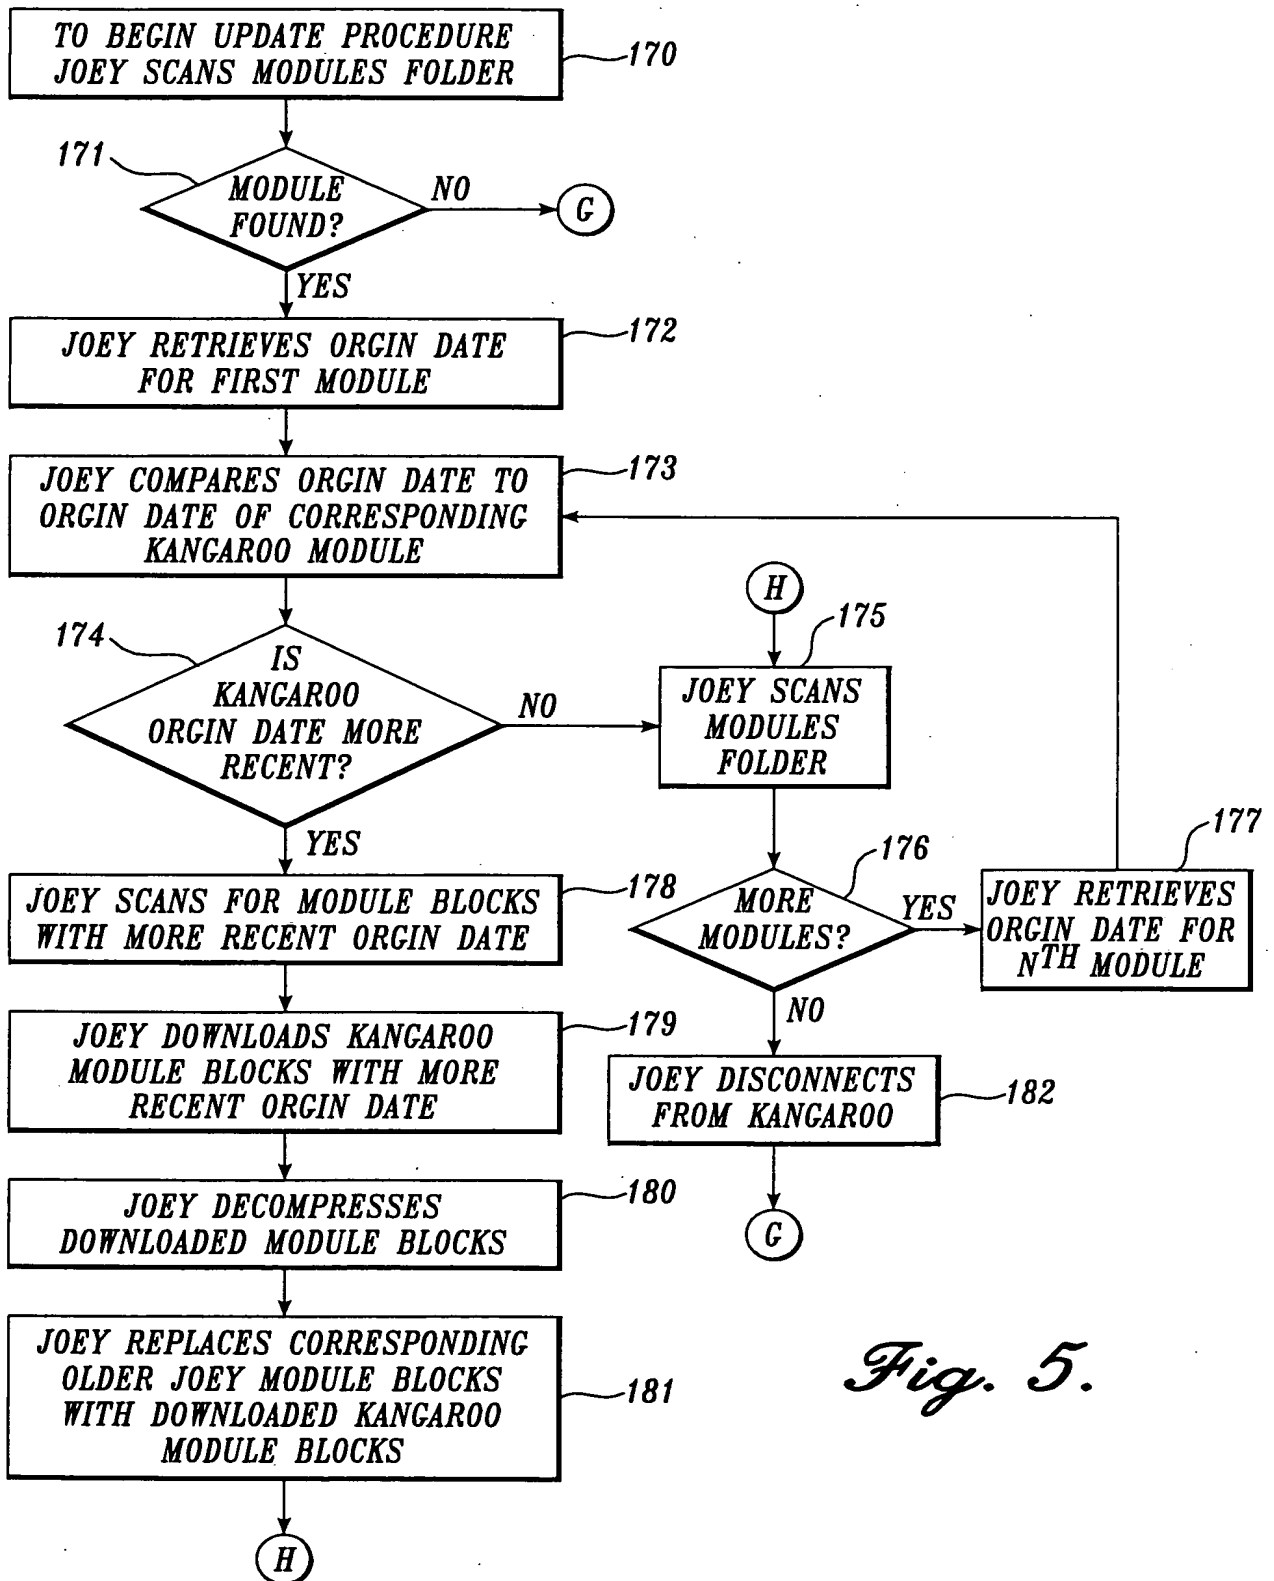 TO BEGIN UPDATE PROCEDURE
JOEY SCANS MODULES FOLDER
170
171
MODULE
FOUND?
NO
G
YES
JOEY RETRIEVES ORGIN DATE
FOR FIRST MODULE
172
JOEY COMPARES ORGIN DATE TO
ORGIN DATE OF CORRESPONDING
KANGAROO MODULE
173
174
IS
KANGAROO
ORGIN DATE MORE
RECENT?
NO
YES
H
175
JOEY SCANS
MODULES
FOLDER
176
MORE
MODULES?
YES
177
JOEY RETRIEVES
ORGIN DATE FOR
NTH MODULE
NO
JOEY DISCONNECTS
FROM KANGAROO
182
G
JOEY SCANS FOR MODULE BLOCKS
WITH MORE RECENT ORGIN DATE
178
JOEY DOWNLOADS KANGAROO
MODULE BLOCKS WITH MORE
RECENT ORGIN DATE
179
JOEY DECOMPRESSES
DOWNLOADED MODULE BLOCKS
180
JOEY REPLACES CORRESPONDING
OLDER JOEY MODULE BLOCKS
WITH DOWNLOADED KANGAROO
MODULE BLOCKS
181
H
Fig. 5.